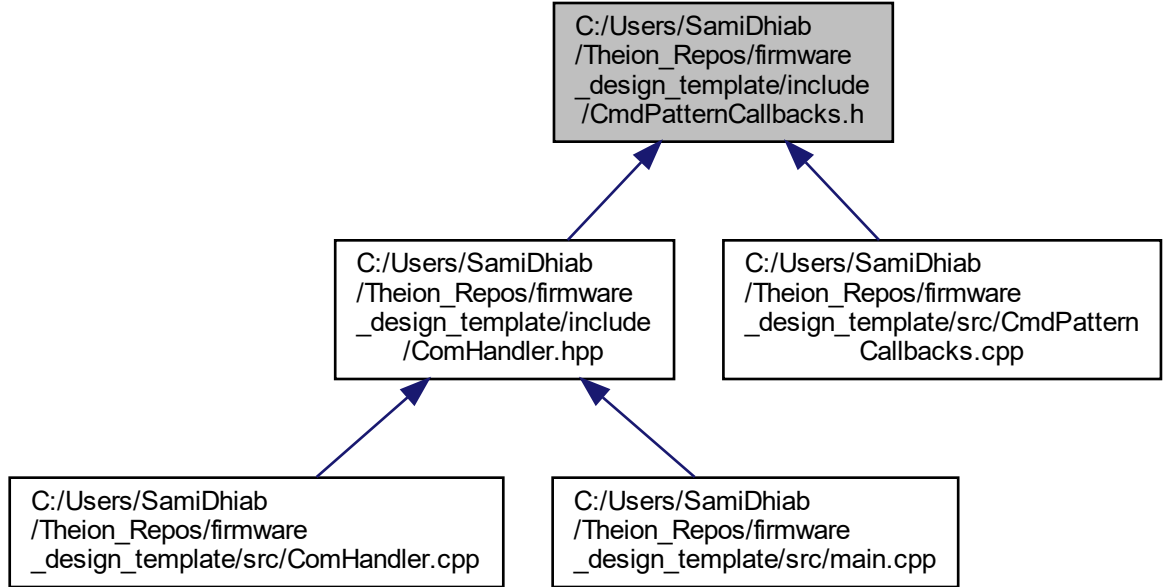 C:/Users/SamiDhiab
/Theion_Repos/firmware
_design_template/include
/CmdPatternCallbacks.h
C:/Users/SamiDhiab
/Theion_Repos/firmware
_design_template/include
/ComHandler.hpp
C:/Users/SamiDhiab
/Theion_Repos/firmware
_design_template/src/CmdPattern
Callbacks.cpp
C:/Users/SamiDhiab
/Theion_Repos/firmware
_design_template/src/ComHandler.cpp
C:/Users/SamiDhiab
/Theion_Repos/firmware
_design_template/src/main.cpp